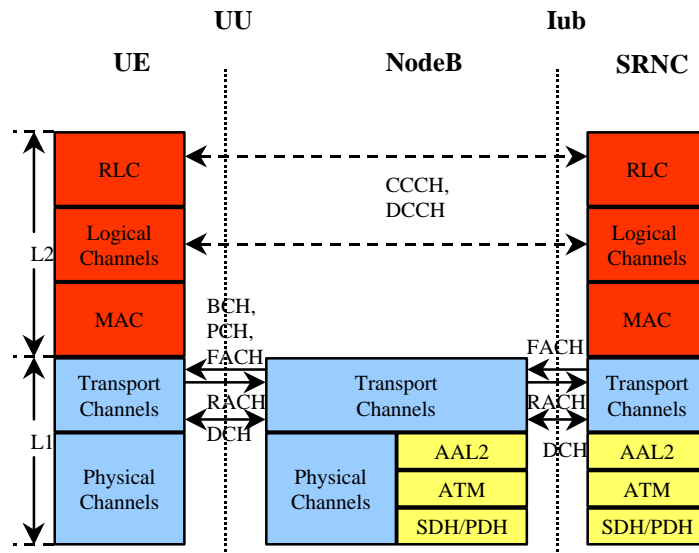 UU
Iub
UE
NodeB
SRNC
RLC
RLC
CCCH,
DCCH
Logical
Channels
Logical
Channels
L2
MAC
BCH,
PCH,
FACH
MAC
FACH
Transport
Channels
Transport
Channels
Transport
Channels
RACH
RACH
DCH
DCH
L1
Physical
Channels
Physical
Channels
AAL2
AAL2
ATM
ATM
SDH/PDH
SDH/PDH